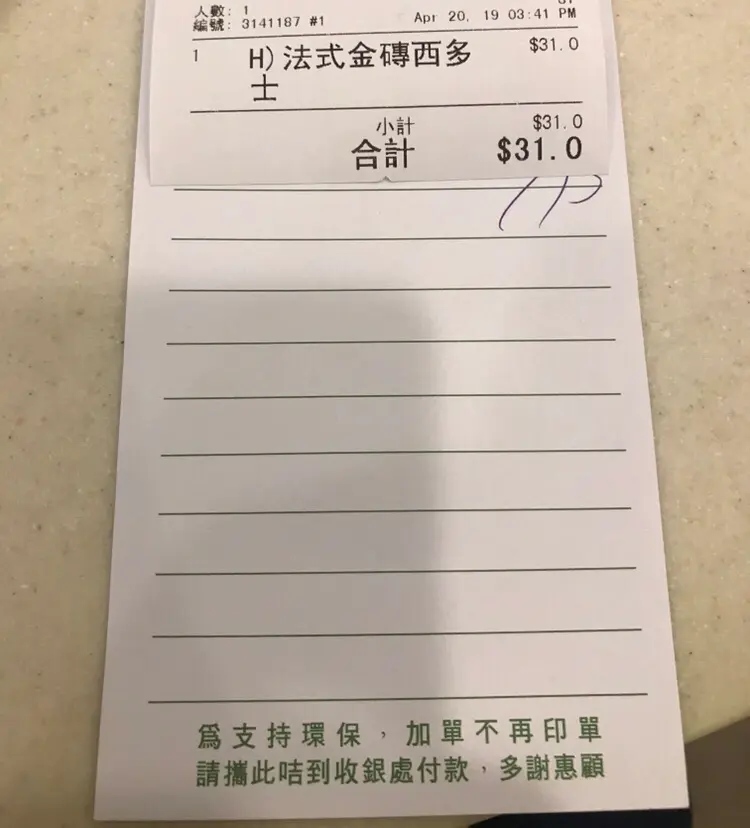 人數: 1
編號: 3141187 #1 Apr 20, 19 03:41 PM
1 H) 法式金磚西多 $31.0
士
小計 $31.0
合計 $31.0
為支持環保，加單不再印單
請攜此咭到收銀處付款，多謝惠顧